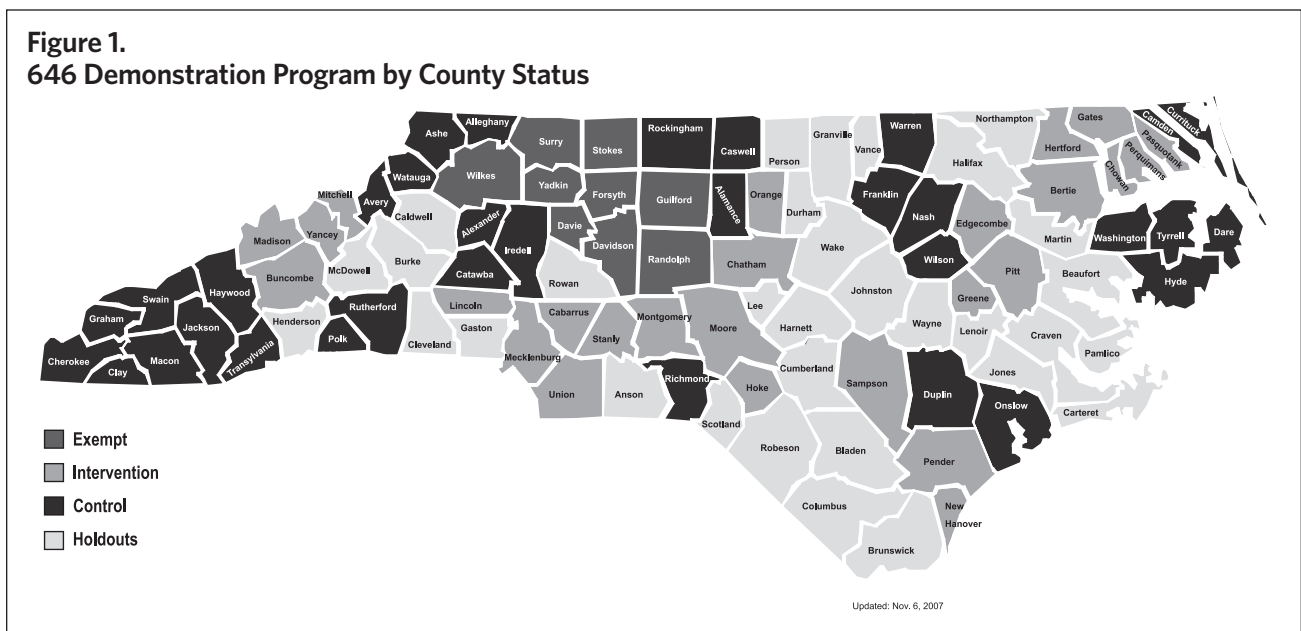 Figure 1.
646 Demonstration Program by County Status
Ashe
Alleghany
Surry
Stokes
Rockingham
Caswell
Person
Granville
Vance
Warren
Northampton
Halifax
Hertford
Gates
Camden
Currituck
Pasquotank
Perquimans
Chowan
Bertie
Watauga
Wilkes
Yadkin
Forsyth
Guilford
Alamance
Orange
Durham
Franklin
Nash
Edgecombe
Martin
Washington
Tyrrell
Dare
Mitchell
Avery
Caldwell
Alexander
Iredell
Davie
Davidson
Randolph
Chatham
Wake
Wilson
Pitt
Beaufort
Hyde
Madison
Yancey
Buncombe
McDowell
Burke
Catawba
Rowan
Johnston
Greene
Swain
Haywood
Graham
Jackson
Henderson
Rutherford
Polk
Lincoln
Gaston
Cleveland
Cabarrus
Stanly
Montgomery
Moore
Lee
Harnett
Wayne
Lenoir
Craven
Pamlico
Cherokee
Clay
Macon
Transylvania
Mecklenburg
Union
Anson
Richmond
Hoke
Cumberland
Sampson
Duplin
Jones
Onslow
Carteret
Scotland
Robeson
Bladen
Pender
Columbus
New
Hanover
Brunswick
Exempt
Intervention
Control
Holdouts
Updated: Nov. 6, 2007